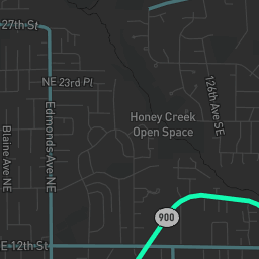 27th St
NE 23rd Pl
126th Ave SE
Honey Creek
Open Space
Edmonds Ave NE
Blaine Ave NE
900
E 12th St